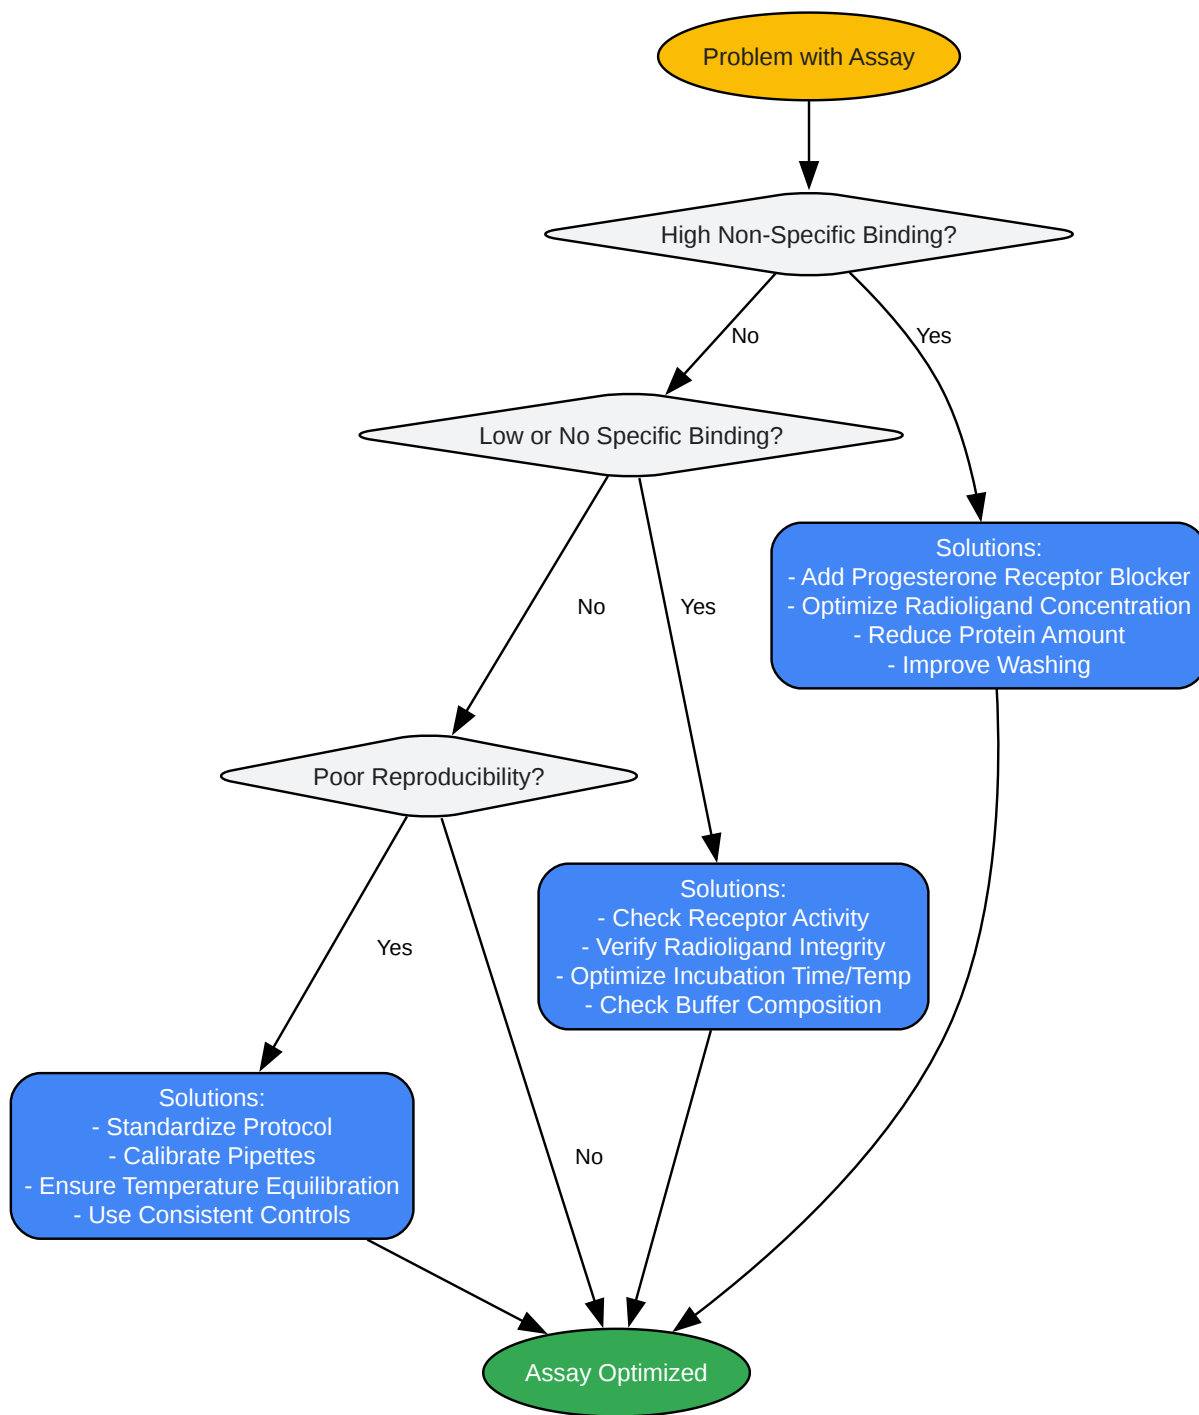 Problem with Assay
High Non-Specific Binding?
No
Yes
Low or No Specific Binding?
Solutions:
- Add Progesterone Receptor Blocker
- Optimize Radioligand Concentration
- Reduce Protein Amount
- Improve Washing
No
Yes
Poor Reproducibility?
Solutions:
- Check Receptor Activity
- Verify Radioligand Integrity
- Optimize Incubation Time/Temp
- Check Buffer Composition
Yes
Solutions:
- Standardize Protocol
- Calibrate Pipettes
- Ensure Temperature Equilibration
- Use Consistent Controls
No
Assay Optimized